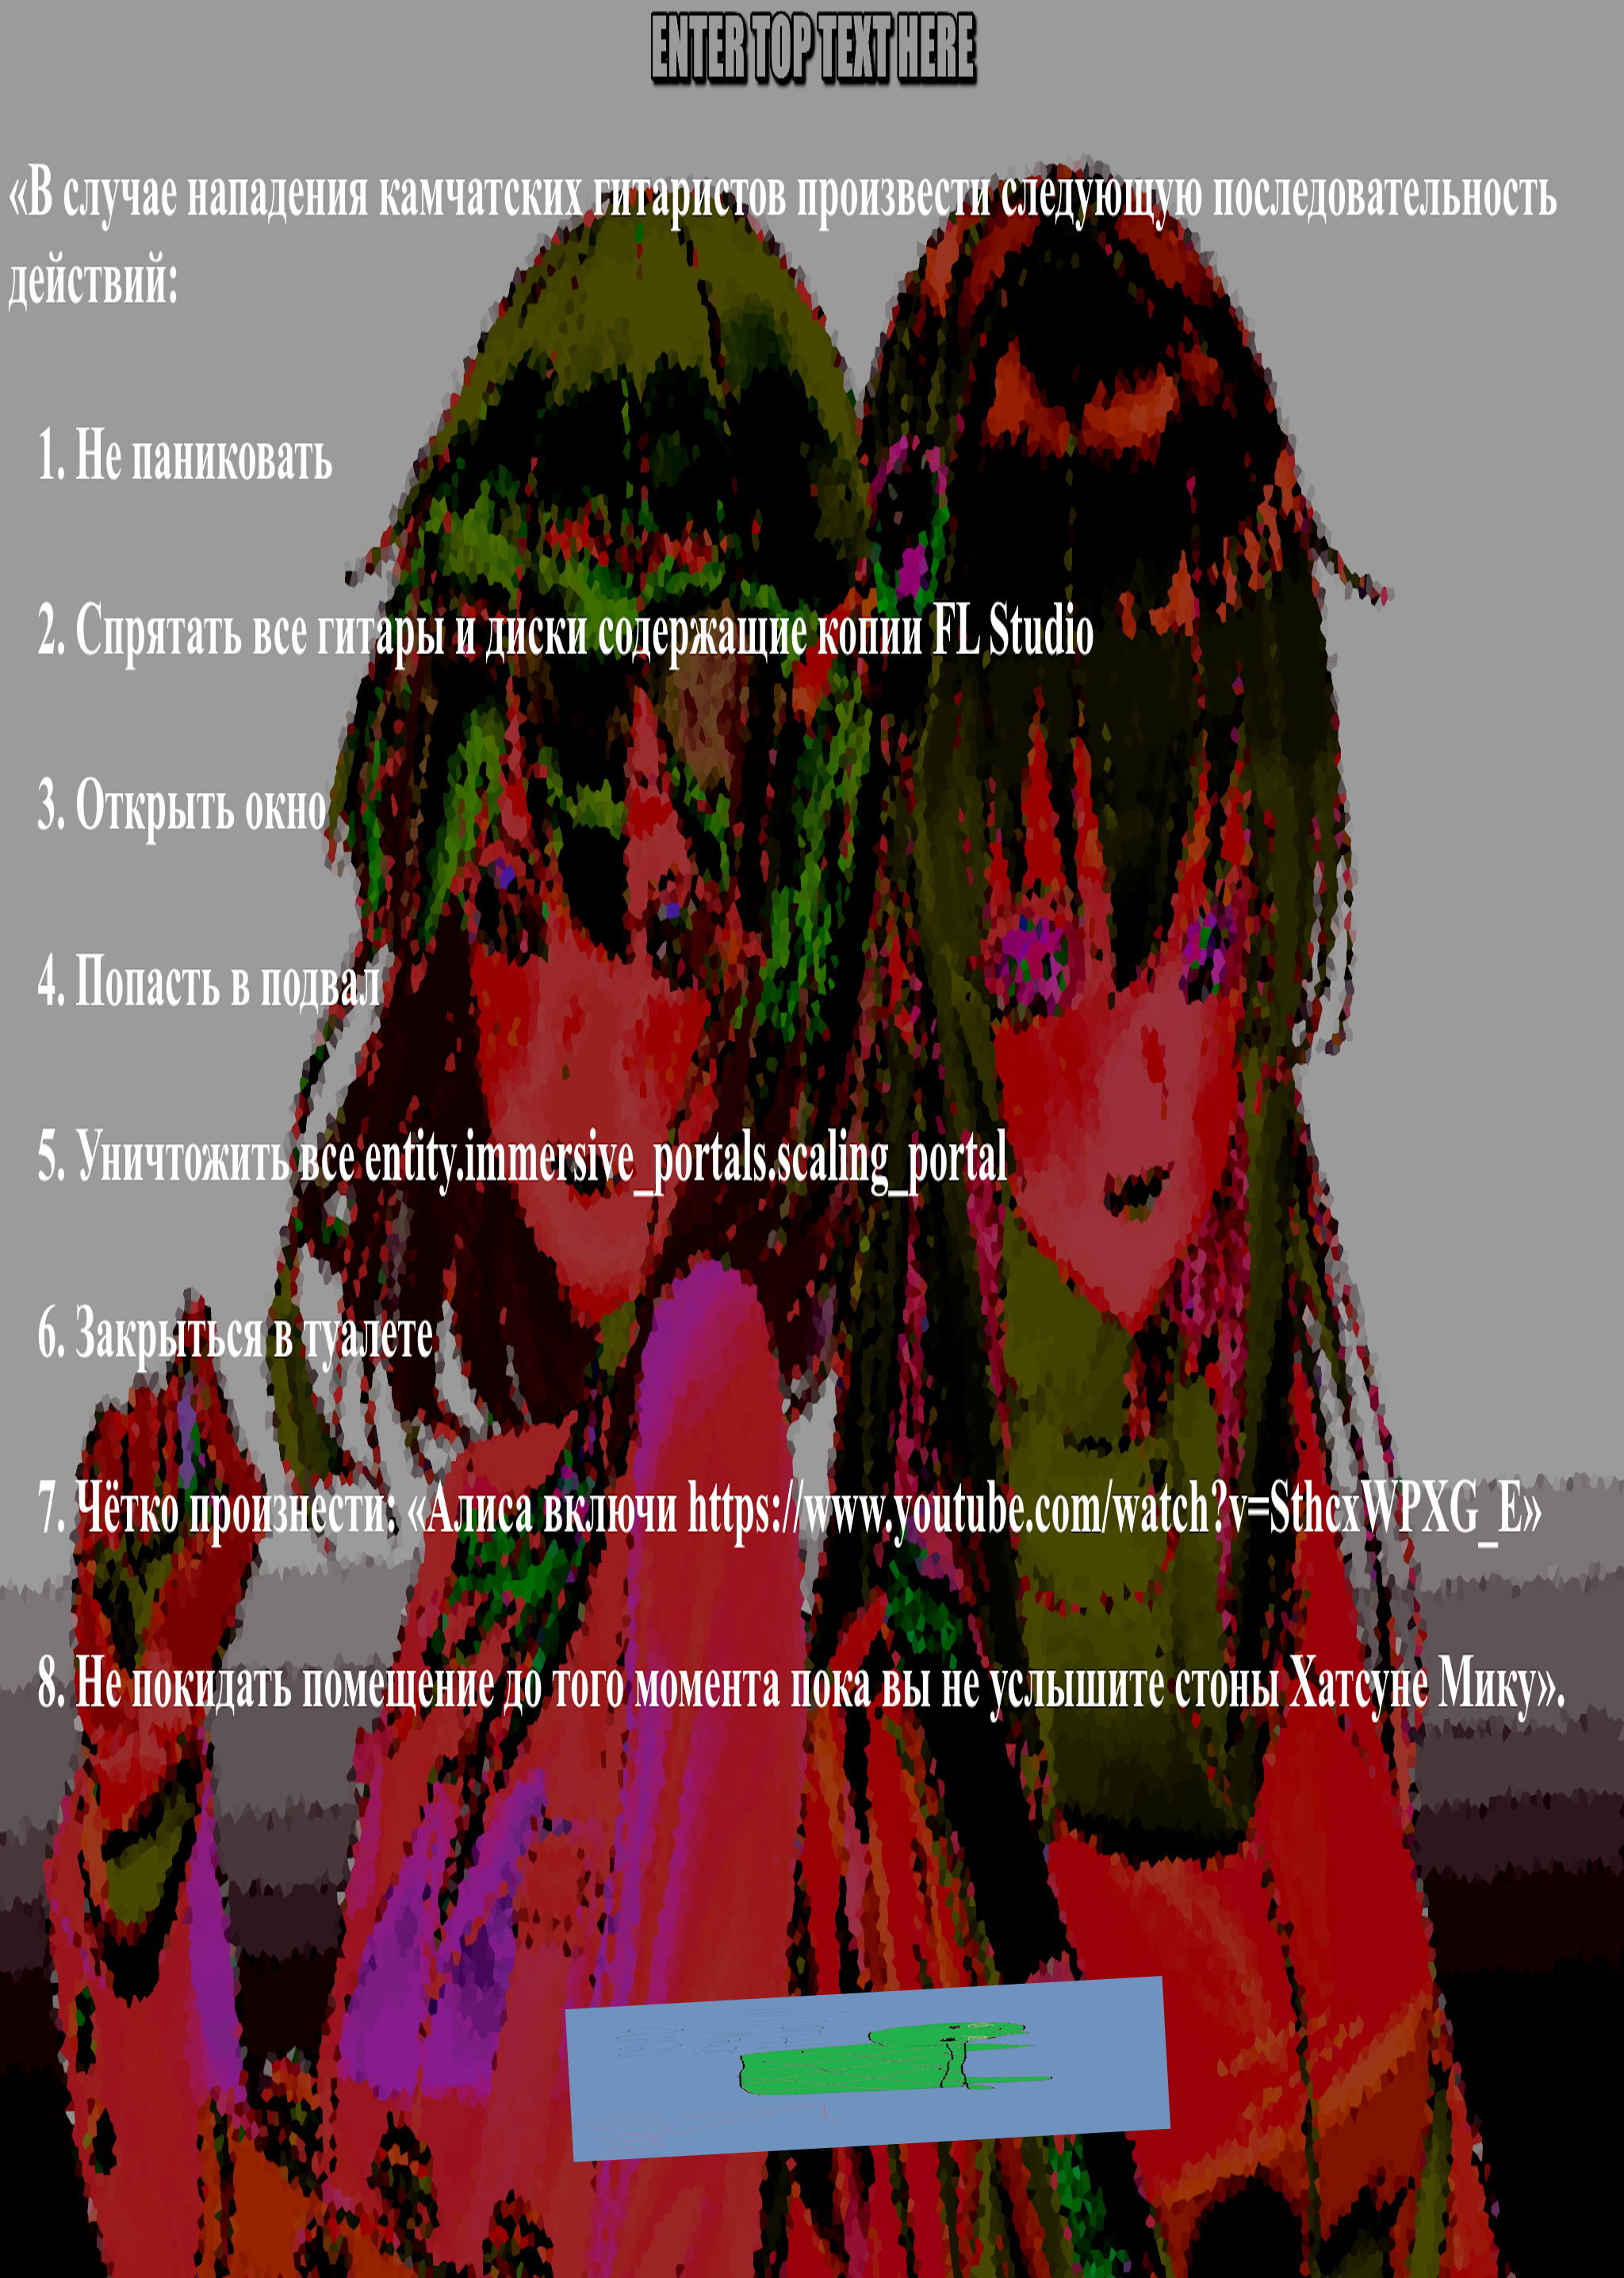 ENTER TOP TEXT HERE
«В случае нападения камчатских гитаристов произвести следующую последовательность
действий:
1. Не паниковать
2. Спрятать все гитары и диски содержащие копии FL Studio
3. Открыть окно
4. Попасть в подвал
5. Уничтожить все entity.immersive_portals.scaling_portal
6. Закрыться в туалете
7. Чётко произнести: «Алиса включи https://www.youtube.com/watch?v=SthcxWPXG_E»
8. Не покидать помещение до того момента пока вы не услышите стоны Хатсуне Мику».